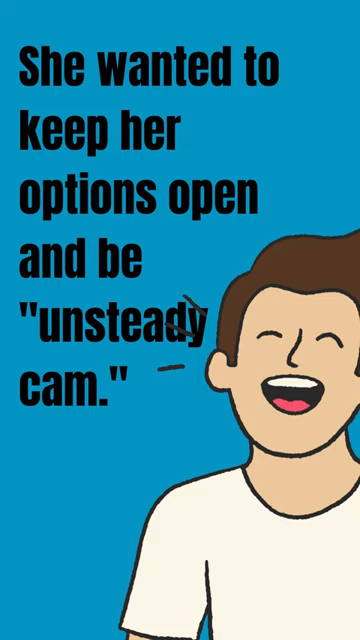 She wanted to
keep her
options open
and be
"unsteady
cam."